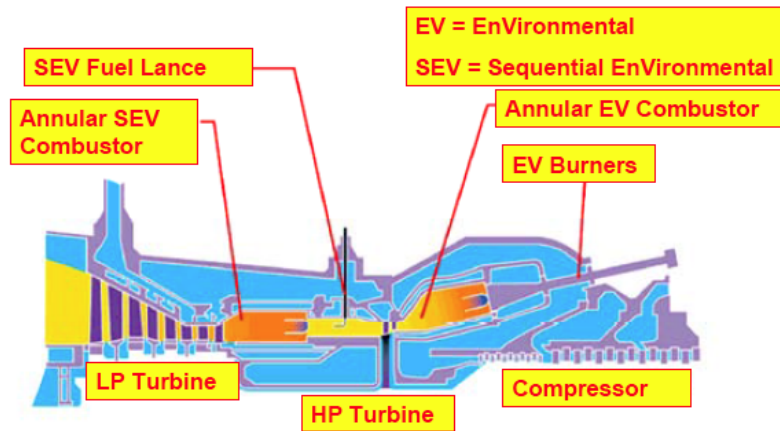 EV = EnVironmental
SEV = Sequential EnVironmental
SEV Fuel Lance
Annular SEV
Combustor
Annular EV Combustor
EV Burners
LP Turbine
HP Turbine
Compressor